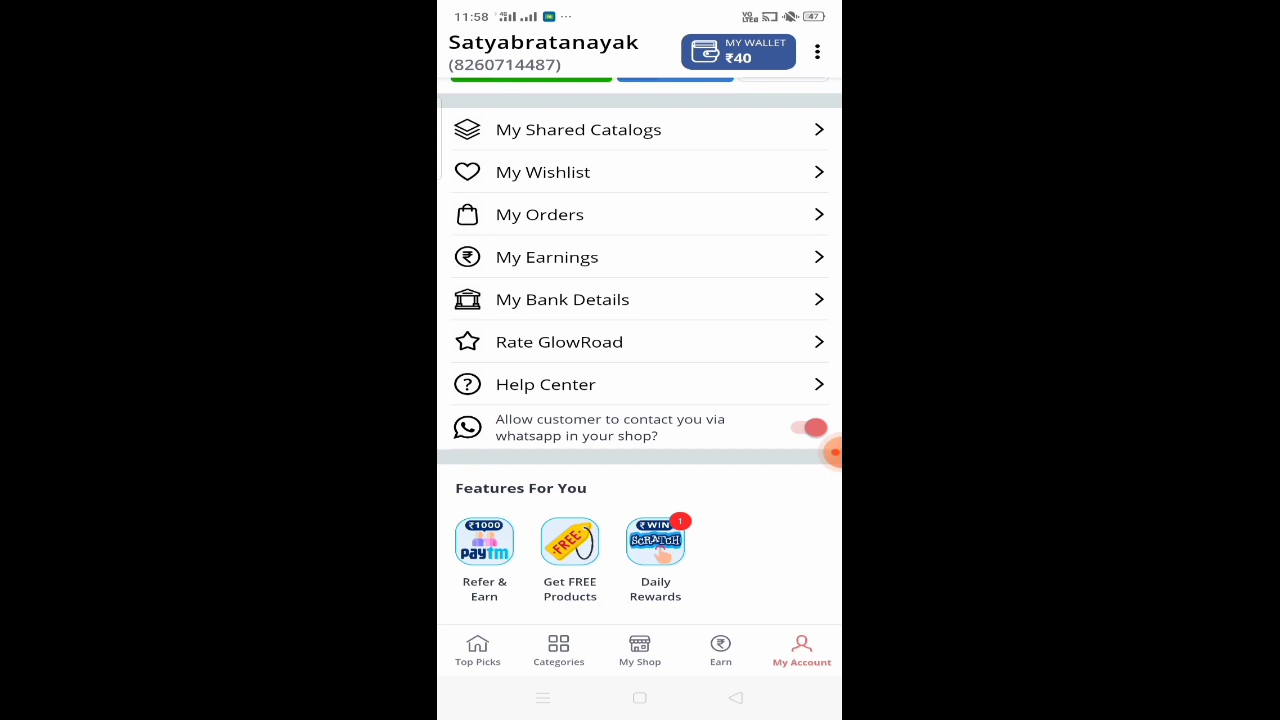 11:58
47
Satyabratanayak
(8260714487)
MY WALLET
₹40
My Shared Catalogs
My Wishlist
My Orders
My Earnings
My Bank Details
Rate GlowRoad
Help Center
Allow customer to contact you via
whatsapp in your shop?
Features For You
₹1000
paytm
FREE
₹ WIN
SCRATCH
1
Refer &
Earn
Get FREE
Products
Daily
Rewards
Top Picks
Categories
My Shop
Earn
My Account